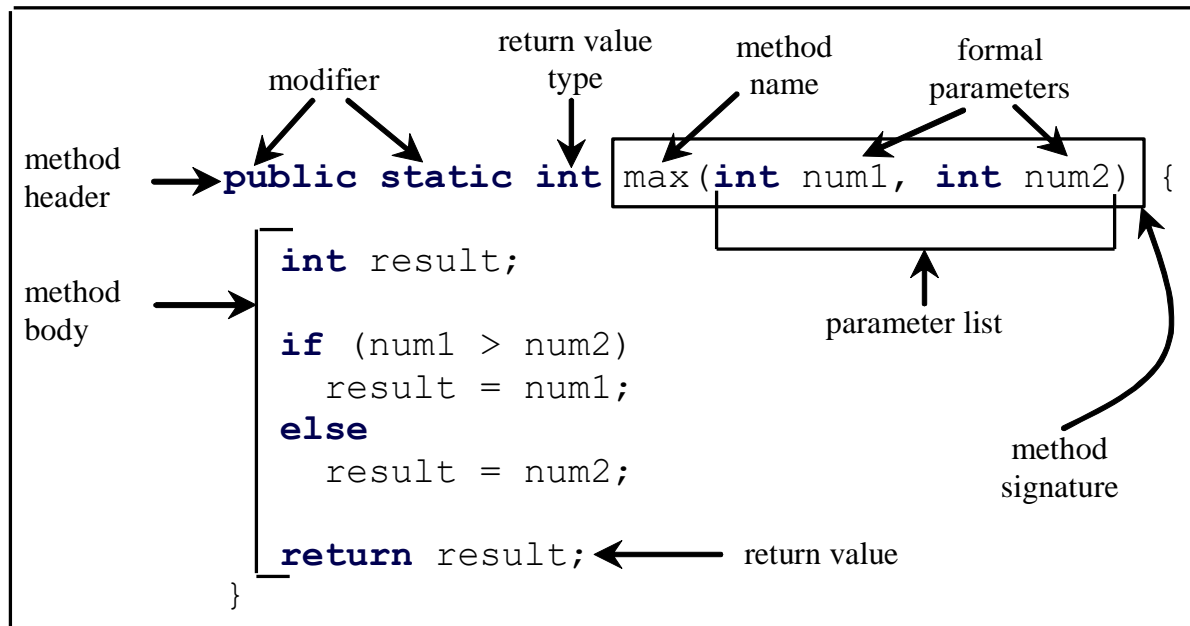 return value
type
method
name
formal
parameters
modifier
method
header
public static int max(int num1, int num2) {
method
body
int result;
if (num1 > num2)
result = num1;
else
result = num2;
return result;
}
parameter list
method
signature
return value